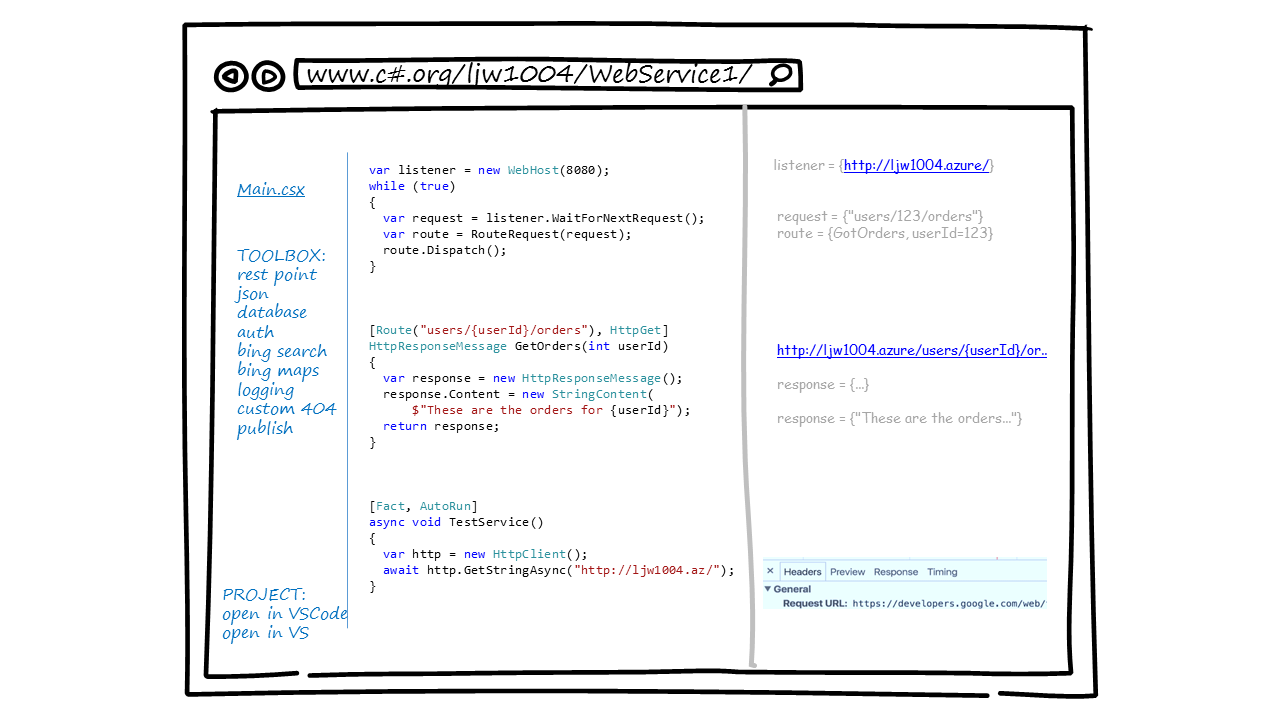 www.c#.org/ljw1004/WebService1/
Main.csx
TOOLBOX:
rest point
json
database
auth
bing search
bing maps
logging
custom 404
publish
PROJECT:
open in VSCode
open in VS
var listener = new WebHost(8080);
while (true)
{
var request = listener.WaitForNextRequest();
var route = RouteRequest(request);
route.Dispatch();
}
[Route("users/{userId}/orders"), HttpGet]
HttpResponseMessage GetOrders(int userId)
{
var response = new HttpResponseMessage();
response.Content = new StringContent(
$"These are the orders for {userId}");
return response;
}
[Fact, AutoRun]
async void TestService()
{
var http = new HttpClient();
await http.GetStringAsync("http://ljw1004.az/");
}
listener = {http://ljw1004.azure/}
request = {"users/123/orders"}
route = {GotOrders, userId=123}
http://ljw1004.azure/users/{userId}/or..
response = {...}
response = {"These are the orders..."}
× Headers Preview Response Timing
▼ General
Request URL: https://developers.google.com/web/